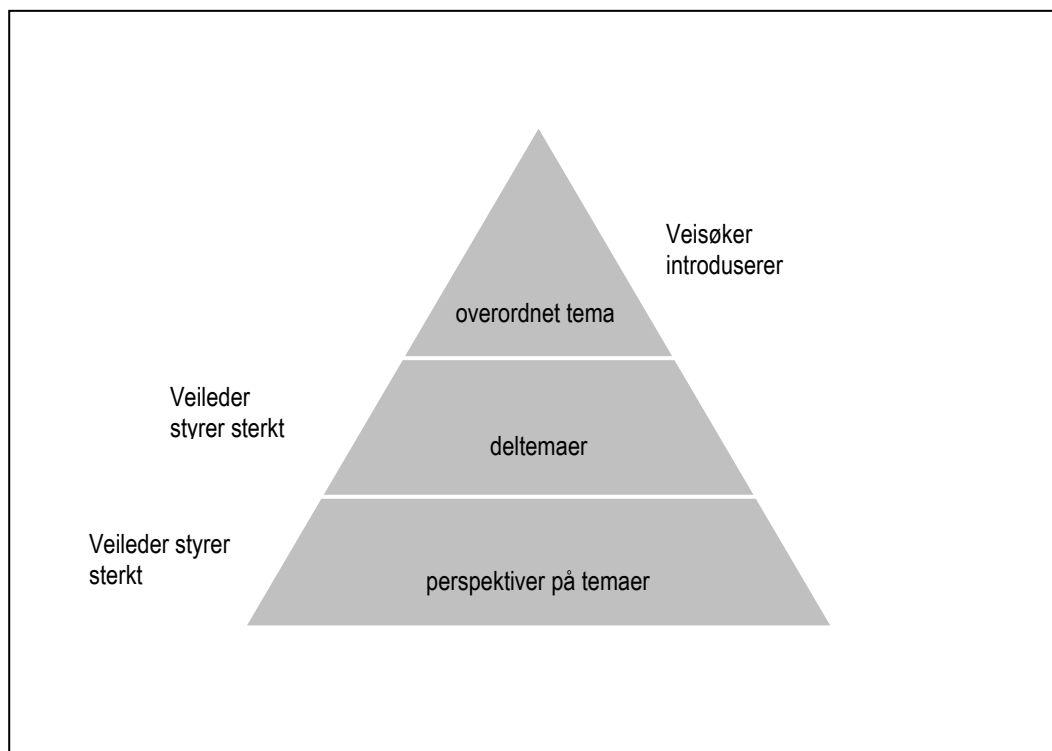 Veisøker
introduserer
overordnet tema
Veileder
styrer sterkt
deltemaer
Veileder styrer
sterkt
perspektiver på temaer